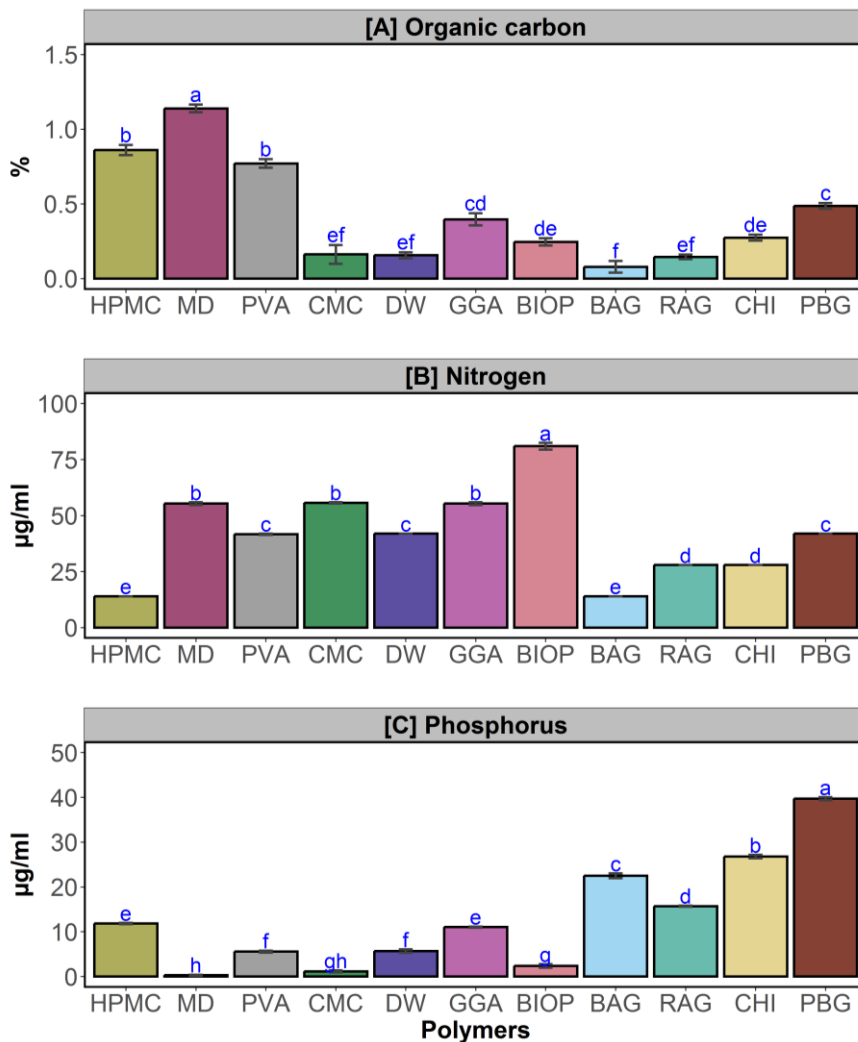 [A] Organic carbon
1.5
a
b
b
1.0
%
c
cd
0.5
de
de
ef
ef
ef
f
0.0
HPMC MD PVA CMC DW GGA BIOP BAG RAG CHI PBG
[B] Nitrogen
100
a
75
b b b
µg/ml
50
c c c
d d
25
e e
0
HPMC MD PVA CMC DW GGA BIOP BAG RAG CHI PBG
[C] Phosphorus
50
a
40
b
30
µg/ml
c
20
d
e e
10
f f
h gh g
0
HPMC MD PVA CMC DW GGA BIOP BAG RAG CHI PBG
Polymers